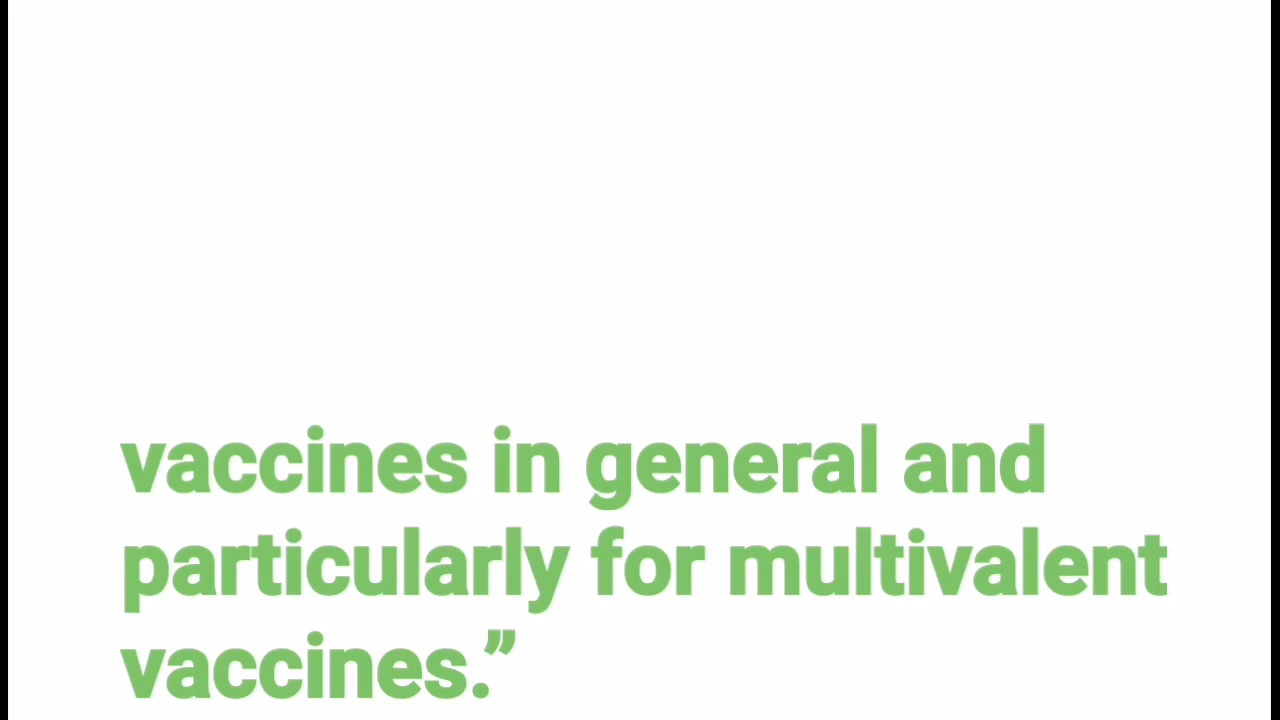 vaccines in general and
particularly for multivalent
vaccines.”